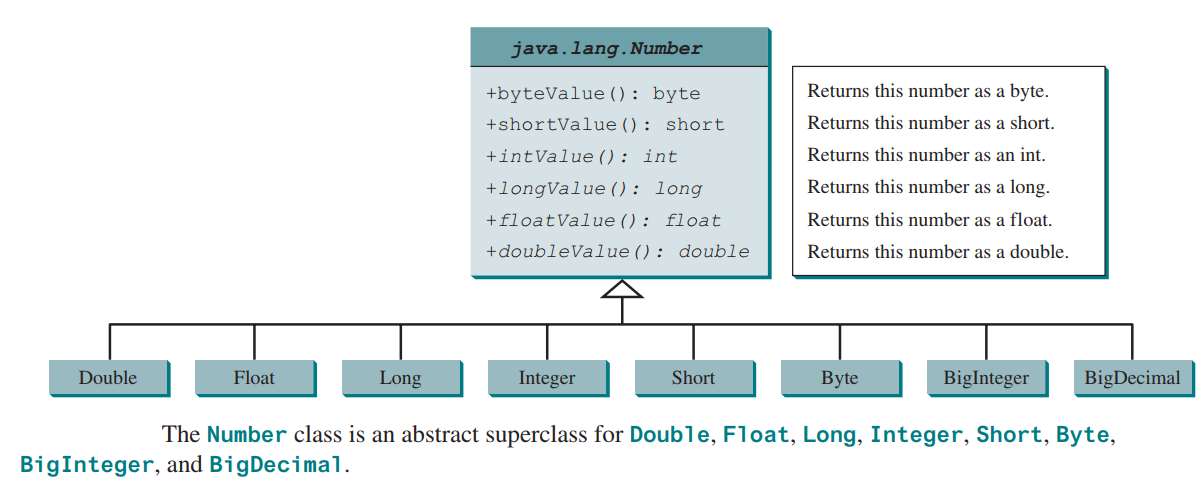 java.lang.Number
+byteValue(): byte
+shortValue(): short
+intValue(): int
+longValue(): long
+floatValue(): float
+doubleValue(): double
Returns this number as a byte.
Returns this number as a short.
Returns this number as an int.
Returns this number as a long.
Returns this number as a float.
Returns this number as a double.
Double Float Long Integer Short Byte BigInteger BigDecimal
The Number class is an abstract superclass for Double, Float, Long, Integer, Short, Byte,
BigInteger, and BigDecimal.